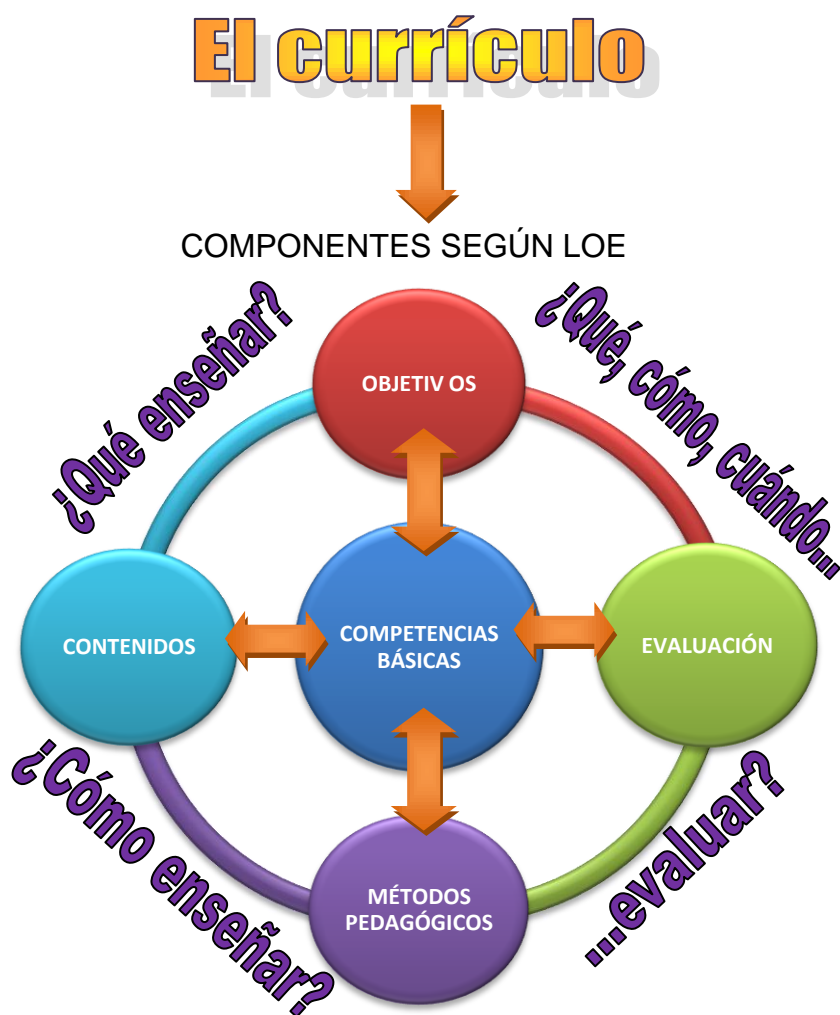 El currículo
COMPONENTES SEGÚN LOE
¿Qué enseñar?
¿Qué, cómo, cuándo...
OBJETIV OS
CONTENIDOS
COMPETENCIAS
BÁSICAS
EVALUACIÓN
¿Cómo enseñar?
...evaluar?
MÉTODOS
PEDAGÓGICOS